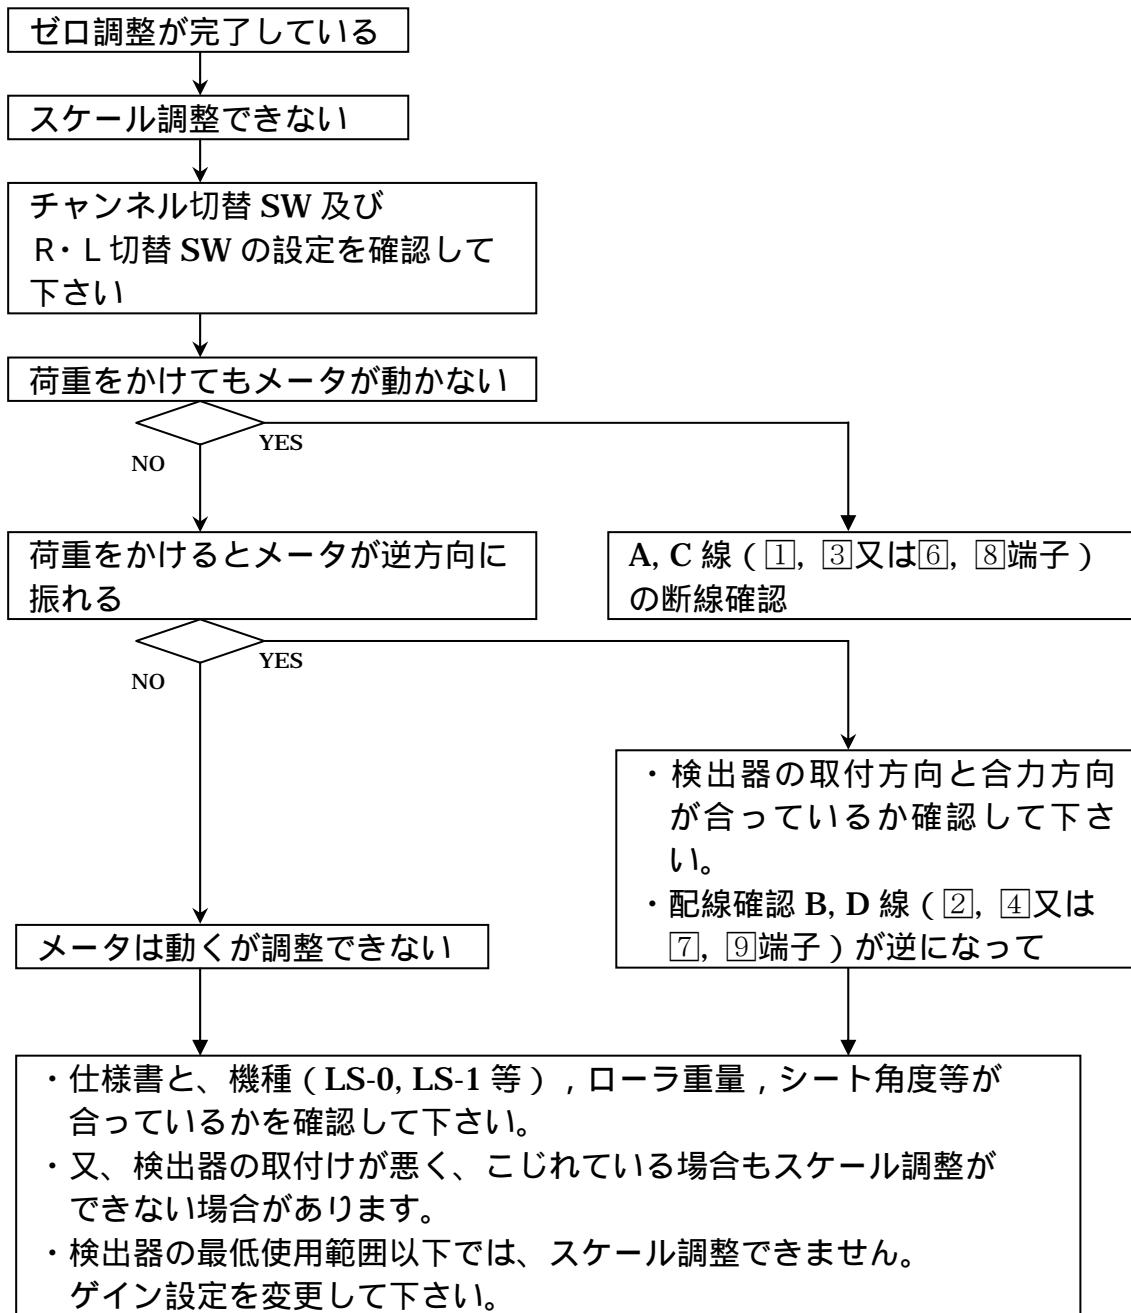 ゼロ調整が完了している
スケール調整できない
チャンネル切替 SW 及び
R・L 切替 SW の設定を確認して
下さい
荷重をかけてもメータが動かない
YES
NO
荷重をかけるとメータが逆方向に
振れる
A, C 線（1, 3又は6, 8端子）
の断線確認
YES
NO
・検出器の取付方向と合力方向
が合っているか確認して下さ
い。
・配線確認 B, D 線（2, 4又は
7, 9端子）が逆になって
メータは動くが調整できない
・仕様書と、機種（LS-0, LS-1 等）, ローラ重量 , シート角度等が
合っているかを確認して下さい。
・又、検出器の取付けが悪く、こじれている場合もスケール調整が
できない場合があります。
・検出器の最低使用範囲以下では、スケール調整できません。
ゲイン設定を変更して下さい。